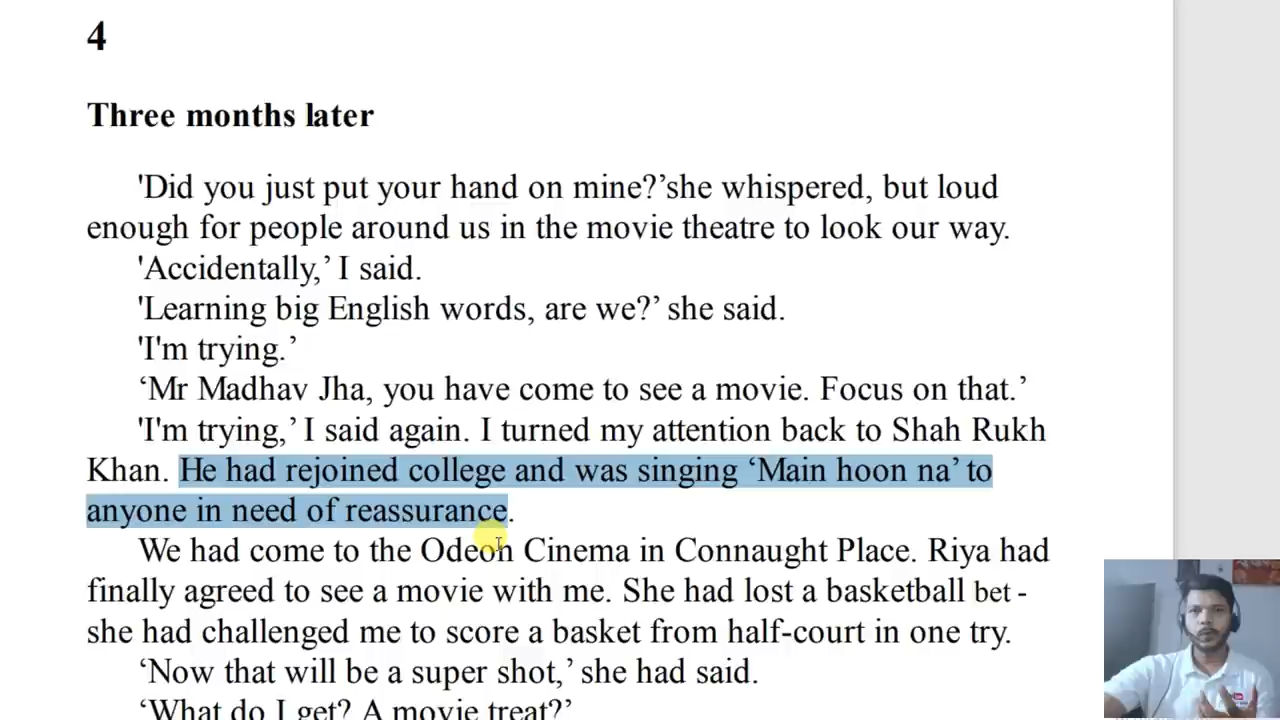 4
Three months later
'Did you just put your hand on mine?’she whispered, but loud
enough for people around us in the movie theatre to look our way.
'Accidentally,’ I said.
'Learning big English words, are we?’ she said.
'I'm trying.’
‘Mr Madhav Jha, you have come to see a movie. Focus on that.’
'I'm trying,’ I said again. I turned my attention back to Shah Rukh
Khan. He had rejoined college and was singing ‘Main hoon na’ to
anyone in need of reassurance.
We had come to the Odeon Cinema in Connaught Place. Riya had
finally agreed to see a movie with me. She had lost a basketball bet -
she had challenged me to score a basket from half-court in one try.
‘Now that will be a super shot,’ she had said.
‘What do I get? A movie treat?’